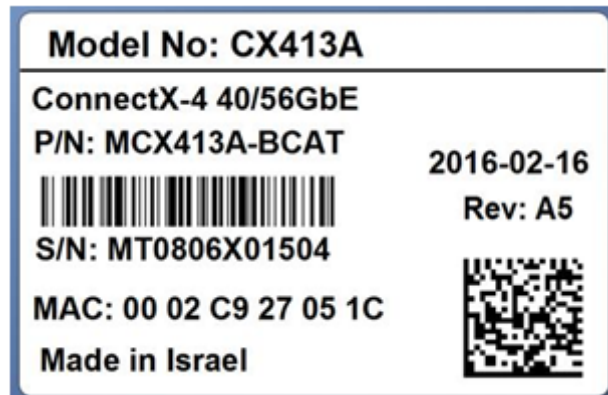 Model No: CX413A
ConnectX-4 40/56GbE
P/N: MCX413A-BCAT
2016-02-16
Rev: A5
S/N: MT0806X01504
MAC: 00 02 C9 27 05 1C
Made in Israel